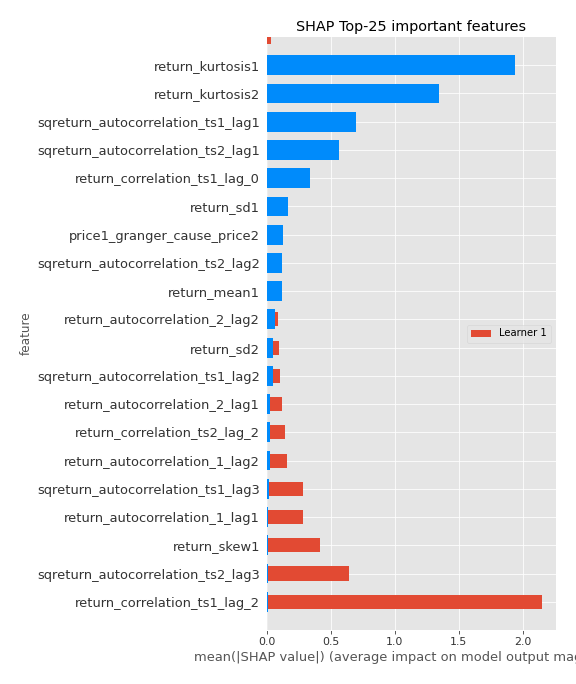 SHAP Top-25 important features
return_kurtosis1
return_kurtosis2
sqreturn_autocorrelation_ts1_lag1
sqreturn_autocorrelation_ts2_lag1
return_correlation_ts1_lag_0
return_sd1
price1_granger_cause_price2
sqreturn_autocorrelation_ts2_lag2
return_mean1
return_autocorrelation_2_lag2
return_sd2
sqreturn_autocorrelation_ts1_lag2
return_autocorrelation_2_lag1
return_correlation_ts2_lag_2
return_autocorrelation_1_lag2
sqreturn_autocorrelation_ts1_lag3
return_autocorrelation_1_lag1
return_skew1
sqreturn_autocorrelation_ts2_lag3
return_correlation_ts1_lag_2
feature
Learner 1
0.0 0.5 1.0 1.5 2.0
mean(|SHAP value|) (average impact on model output mag